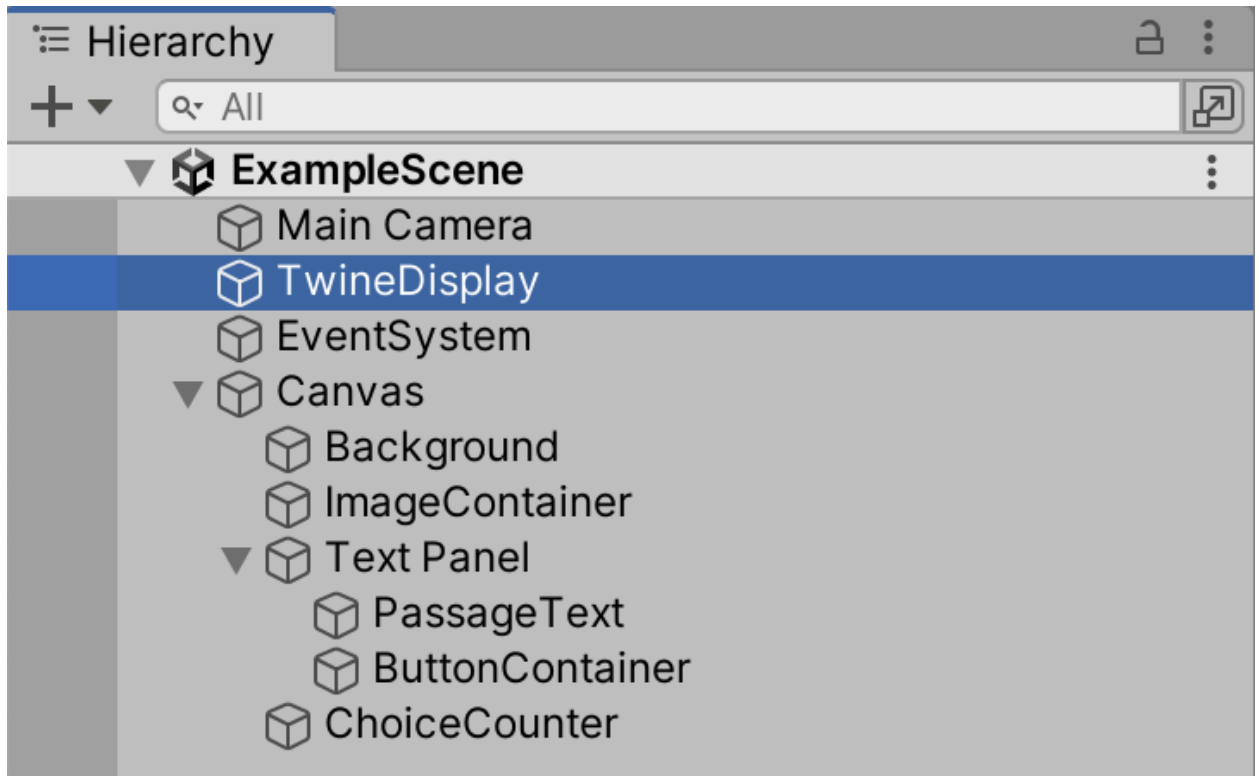 Hierarchy
All
ExampleScene
Main Camera
TwineDisplay
EventSystem
Canvas
Background
ImageContainer
Text Panel
PassageText
ButtonContainer
ChoiceCounter